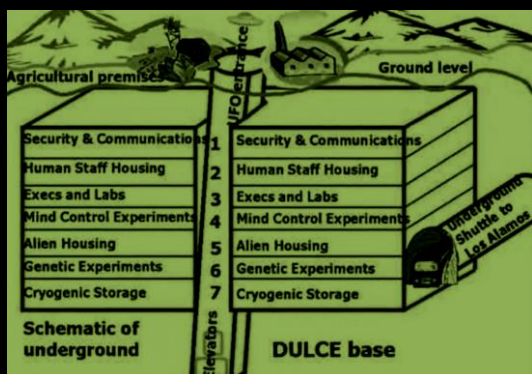 Agricultural premises
Ground level
UFO entrance
Security & Communications 1 Security & Communications
Human Staff Housing 2 Human Staff Housing
Execs and Labs 3 Execs and Labs
Mind Control Experiments 4 Mind Control Experiments
Alien Housing 5 Alien Housing
Genetic Experiments 6 Genetic Experiments
Cryogenic Storage 7 Cryogenic Storage
Underground
Shuttle to
Los Alamos
Elevators
Schematic of
underground
DULCE base